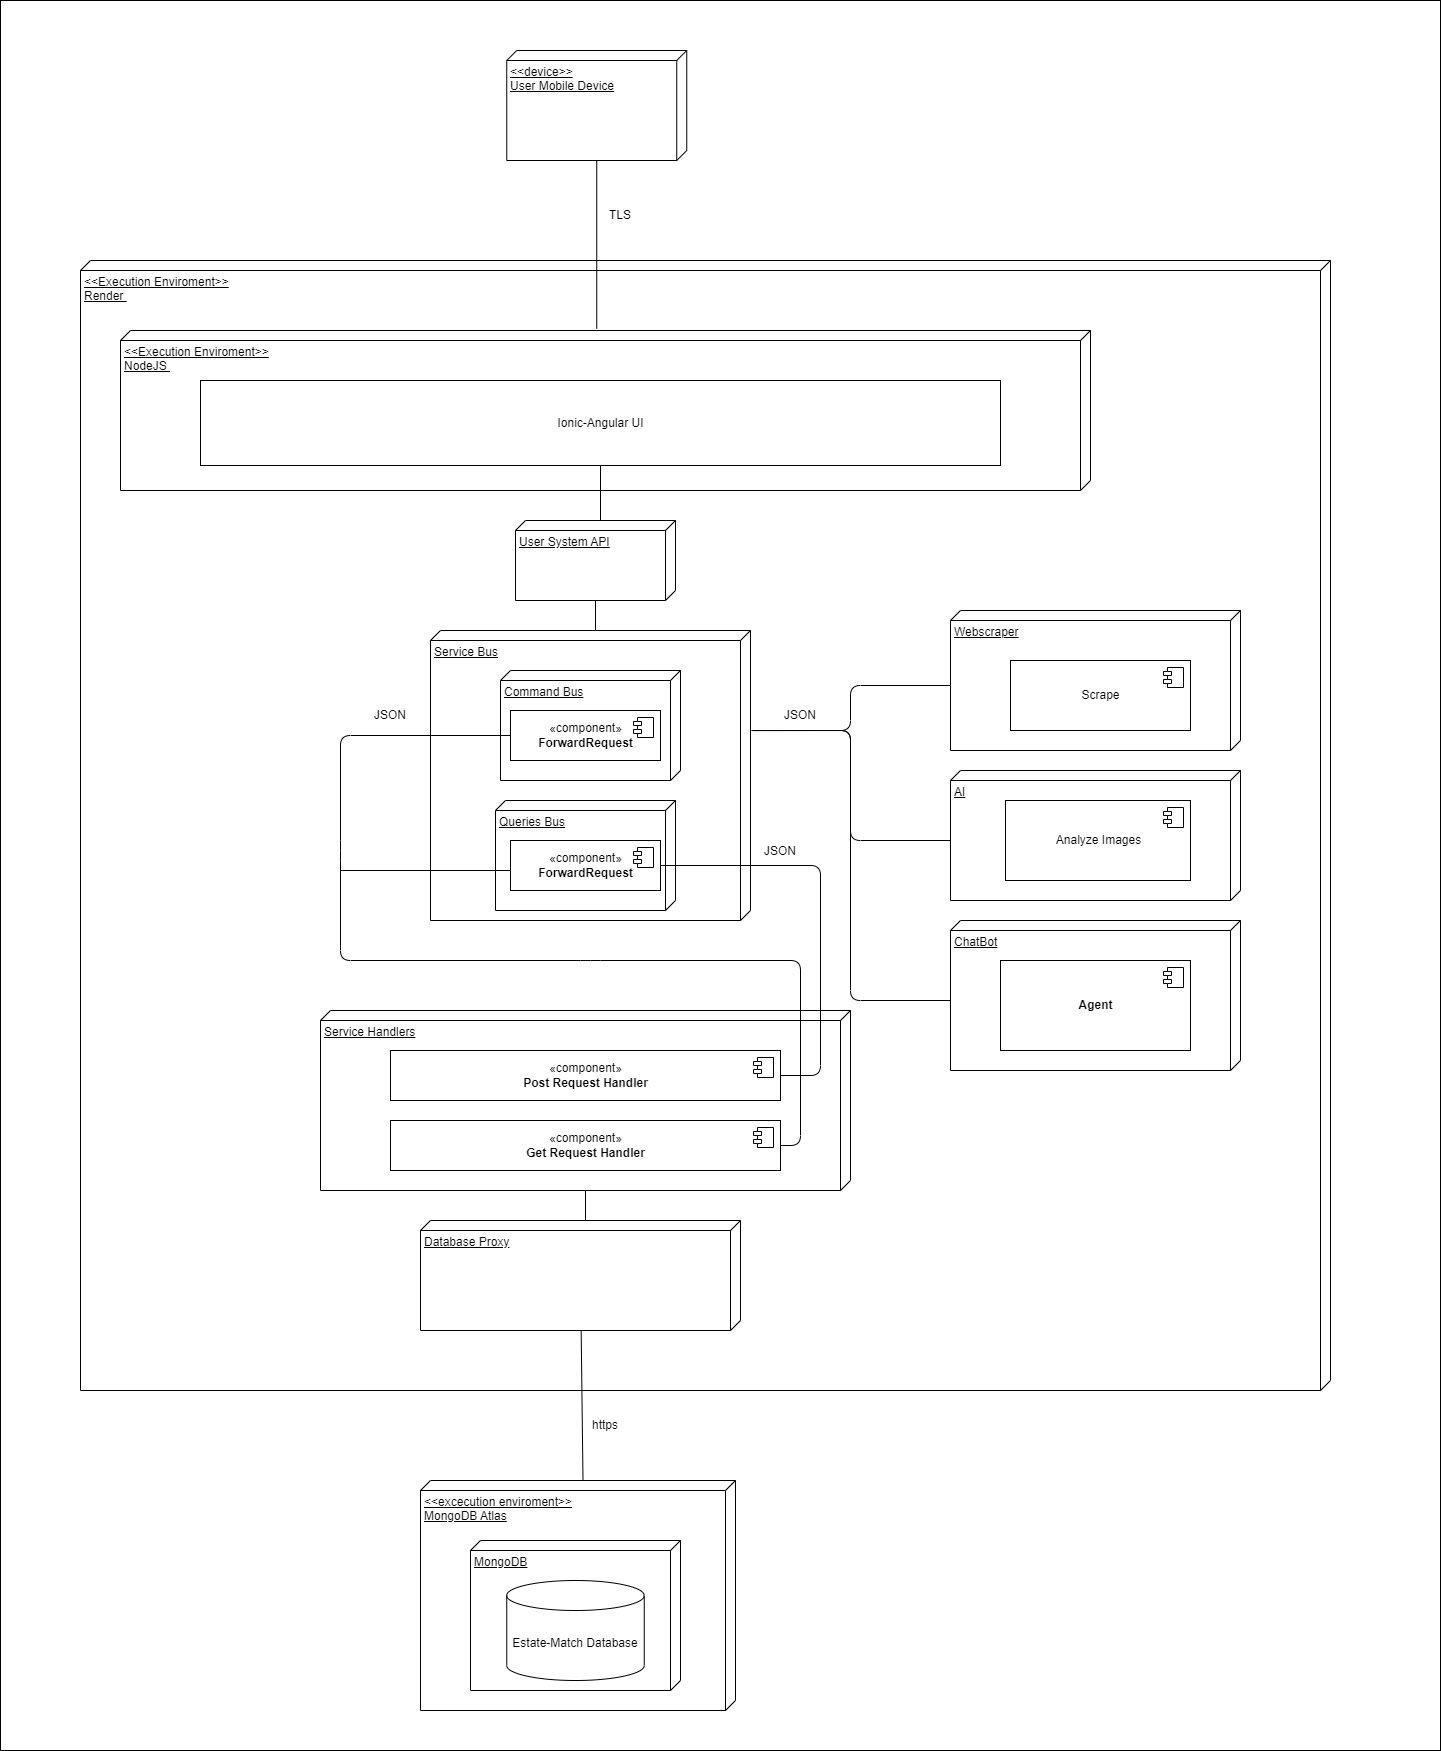 <<device>>
User Mobile Device
TLS
<<Execution Enviroment>>
Render
<<Execution Enviroment>>
NodeJS
Ionic-Angular UI
User System API
Webscraper
Service Bus
Scrape
Command Bus
JSON
JSON
«component»
ForwardRequest
AI
Queries Bus
Analyze Images
JSON
«component»
ForwardRequest
ChatBot
Agent
Service Handlers
«component»
Post Request Handler
«component»
Get Request Handler
Database Proxy
https
<<excecution enviroment>>
MongoDB Atlas
MongoDB
Estate-Match Database